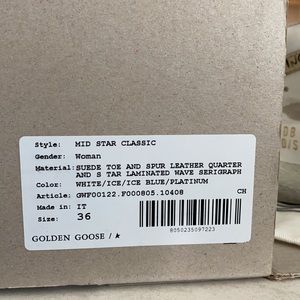 Style: MID STAR CLASSIC
Gender: Woman
Material: SUEDE TOE AND SPUR LEATHER QUARTER
AND S TAR LAMINATED WAVE SERIGRAPH
Color: WHITE/ICE/ICE BLUE/PLATINUM
Article: GWF00122.F000805.10408 CH
Made in: IT
Size: 36
8050235097223
GOLDEN GOOSE /